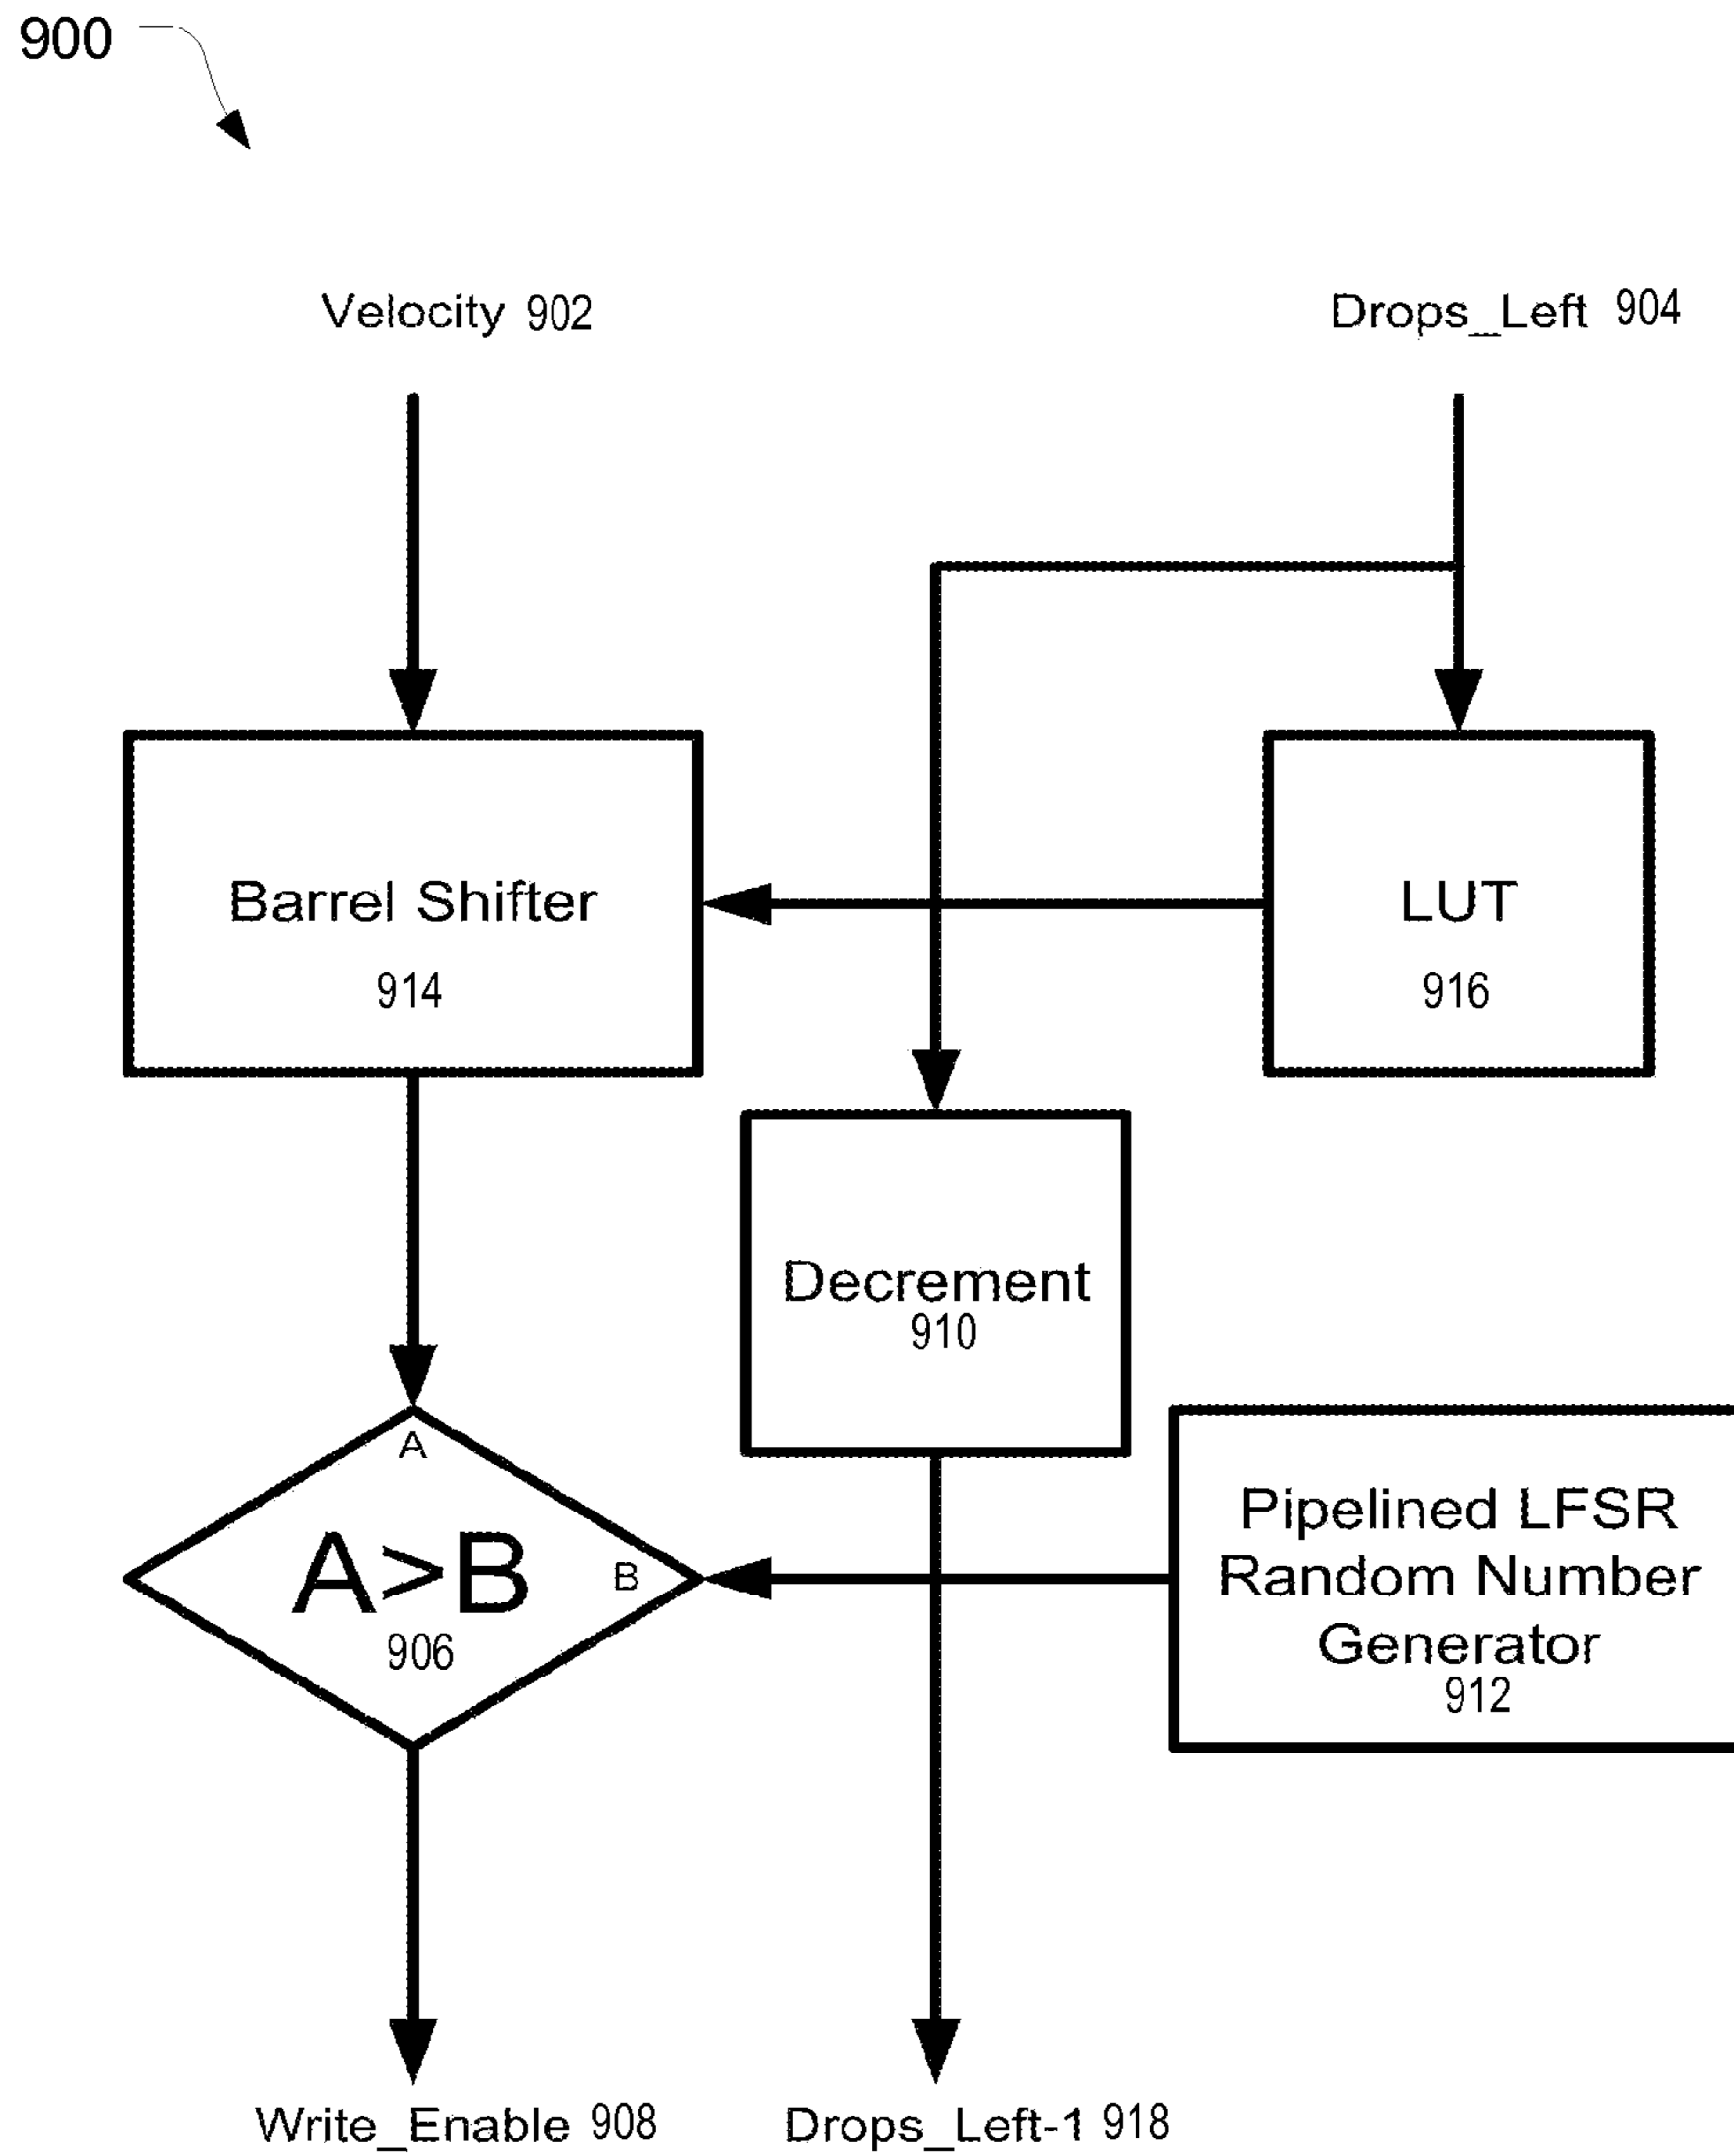 900
Velocity 902
Drops_Left 904
Barrel Shifter
914
LUT
916
Decrement
910
A
A>B
B
906
Pipelined LFSR
Random Number
Generator
912
Write_Enable 908
Drops_Left-1 918